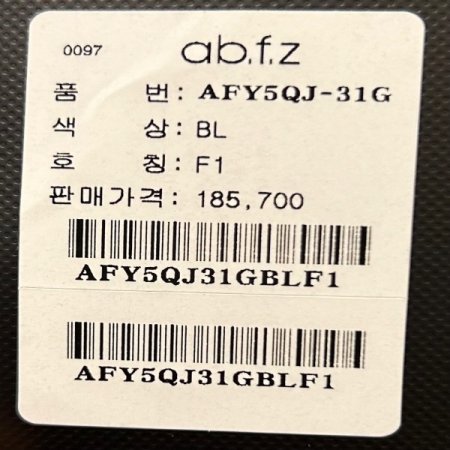 0097 ab.f.z
품 번: AFY5QJ-31G
색 상: BL
호 칭: F1
판매가격: 185,700
AFY5QJ31GBLF1
AFY5QJ31GBLF1